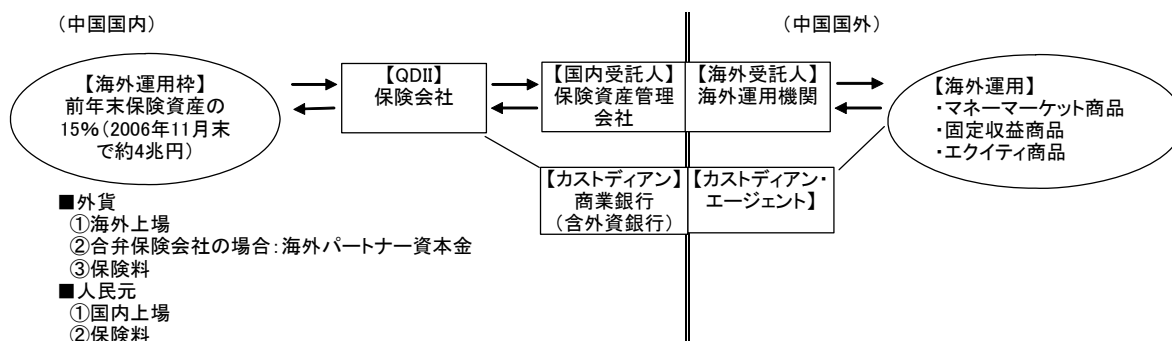 （中国国内）
（中国国外）
【海外運用枠】
前年末保険資産の
15%（2006年11月末
で約4兆円）
【QDII】
保険会社
【国内受託人】
保険資産管理
会社
【海外受託人】
海外運用機関
【海外運用】
・マネーマーケット商品
・固定収益商品
・エクイティ商品
【カストディアン】
商業銀行
（含外資銀行）
【カストディアン・
エージェント】
■外貨
①海外上場
②合弁保険会社の場合：海外パートナー資本金
③保険料
■人民元
①国内上場
②保険料